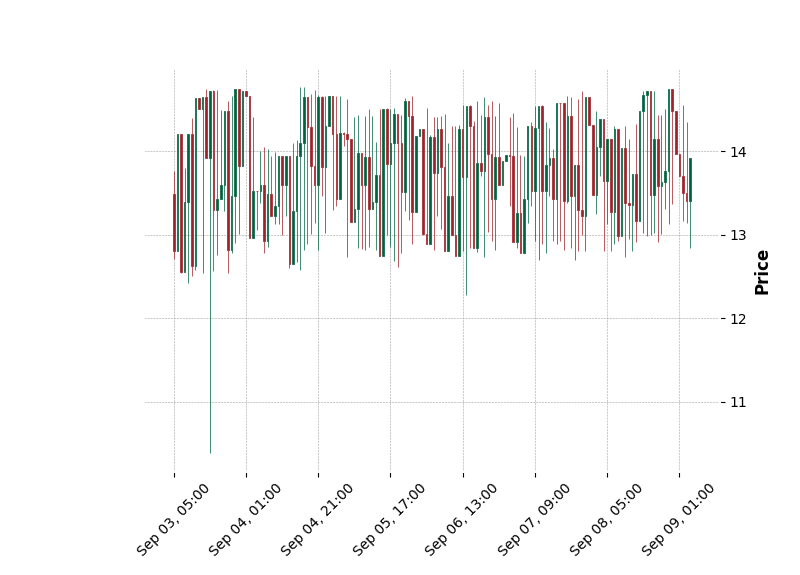 14
13
12
11
Price
Sep 03, 05:00
Sep 04, 01:00
Sep 04, 21:00
Sep 05, 17:00
Sep 06, 13:00
Sep 07, 09:00
Sep 08, 05:00
Sep 09, 01:00